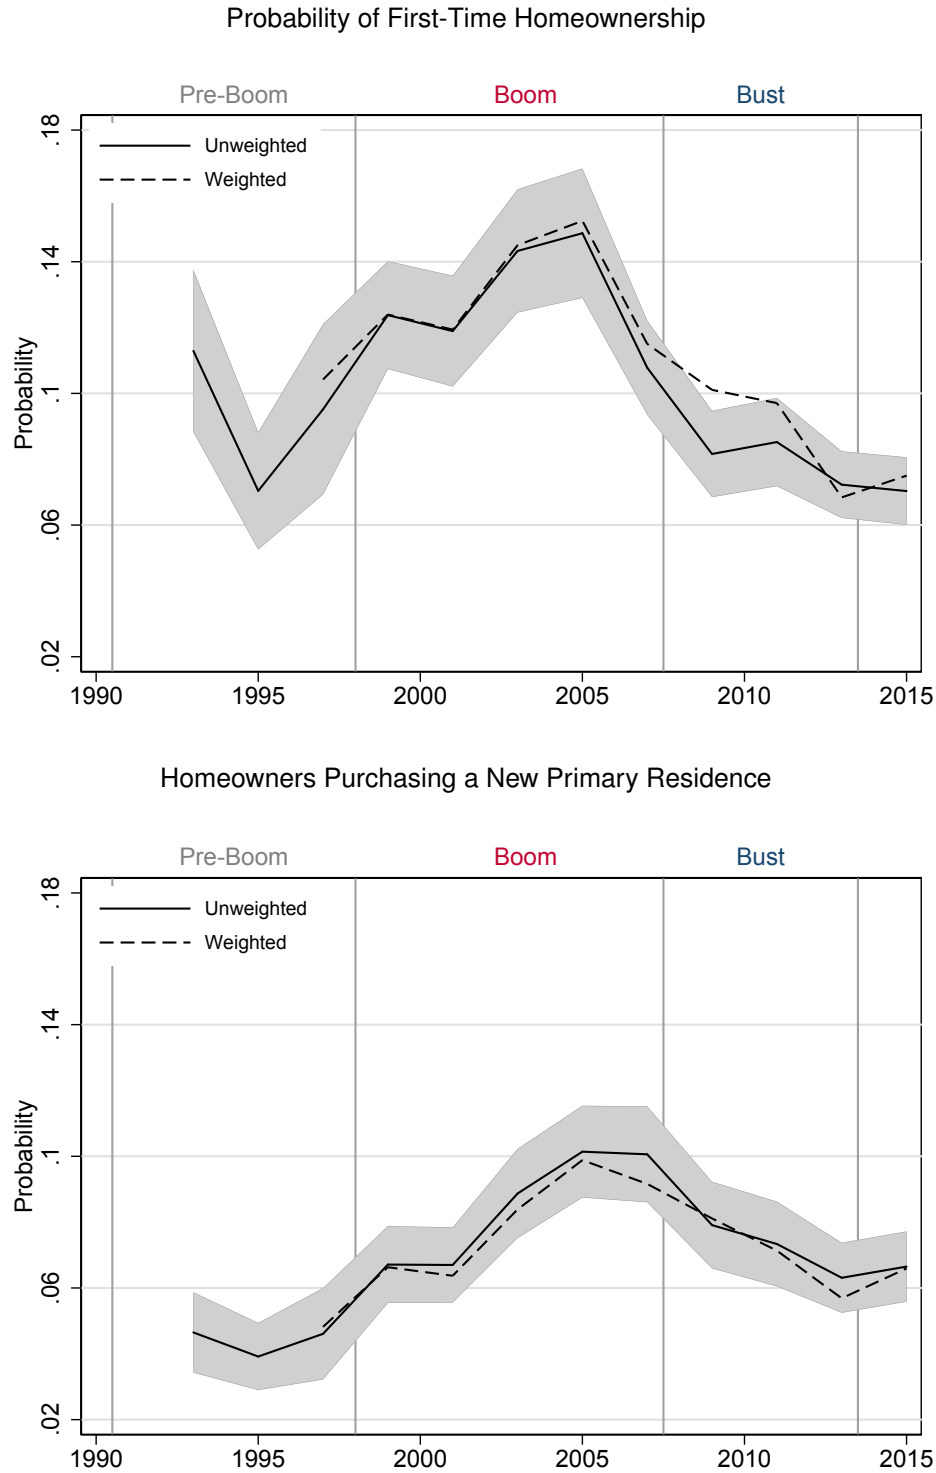 Probability of First-Time Homeownership
Pre-Boom Boom Bust
Unweighted
Weighted
Probability
.18
.14
.1
.06
.02
1990 1995 2000 2005 2010 2015
Homeowners Purchasing a New Primary Residence
Pre-Boom Boom Bust
Unweighted
Weighted
Probability
.18
.14
.1
.06
.02
1990 1995 2000 2005 2010 2015